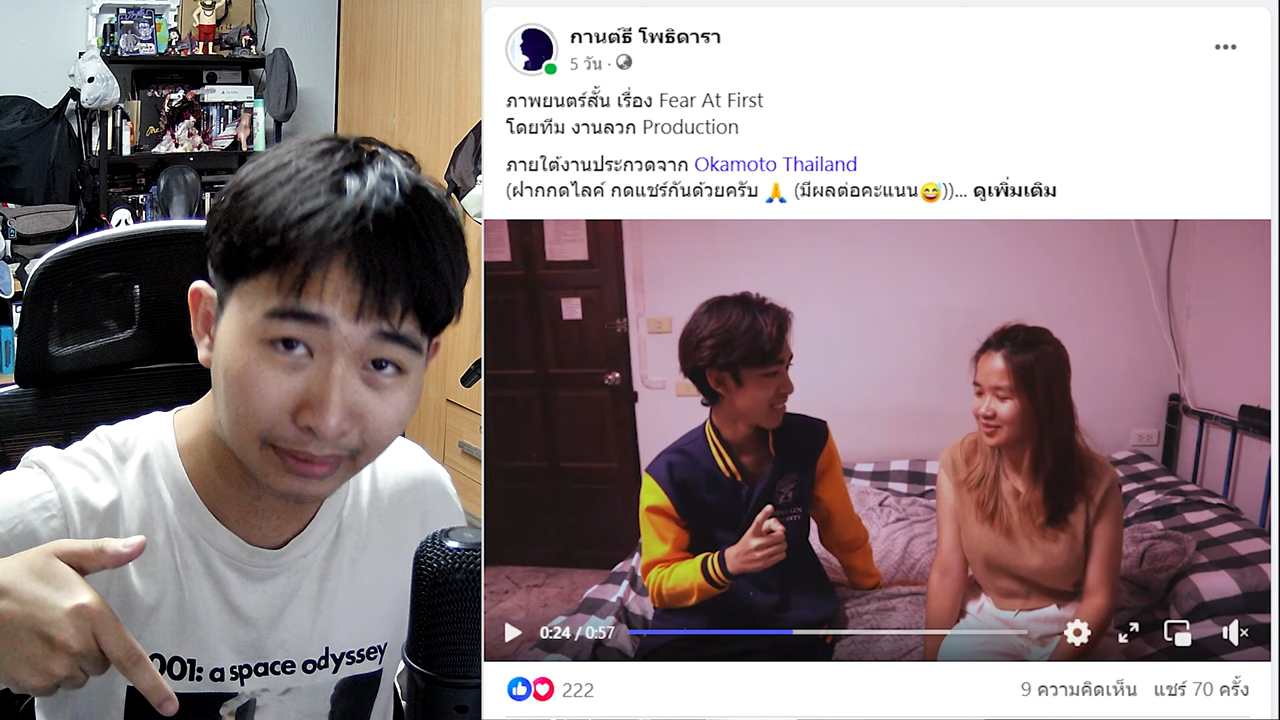 กานต์ธี โพธิดารา
5 วัน ·
ภาพยนตร์สั้น เรื่อง Fear At First
โดยทีม งานลวก Production
ภายใต้งานประกวดจาก Okamoto Thailand
(ฝากกดไลค์ กดแชร์กันด้วยครับ 🙏 (มีผลต่อคะแนน😅))... ดูเพิ่มเติม
0:24 / 0:57
222
9 ความคิดเห็น แชร์ 70 ครั้ง
001: a space odyssey